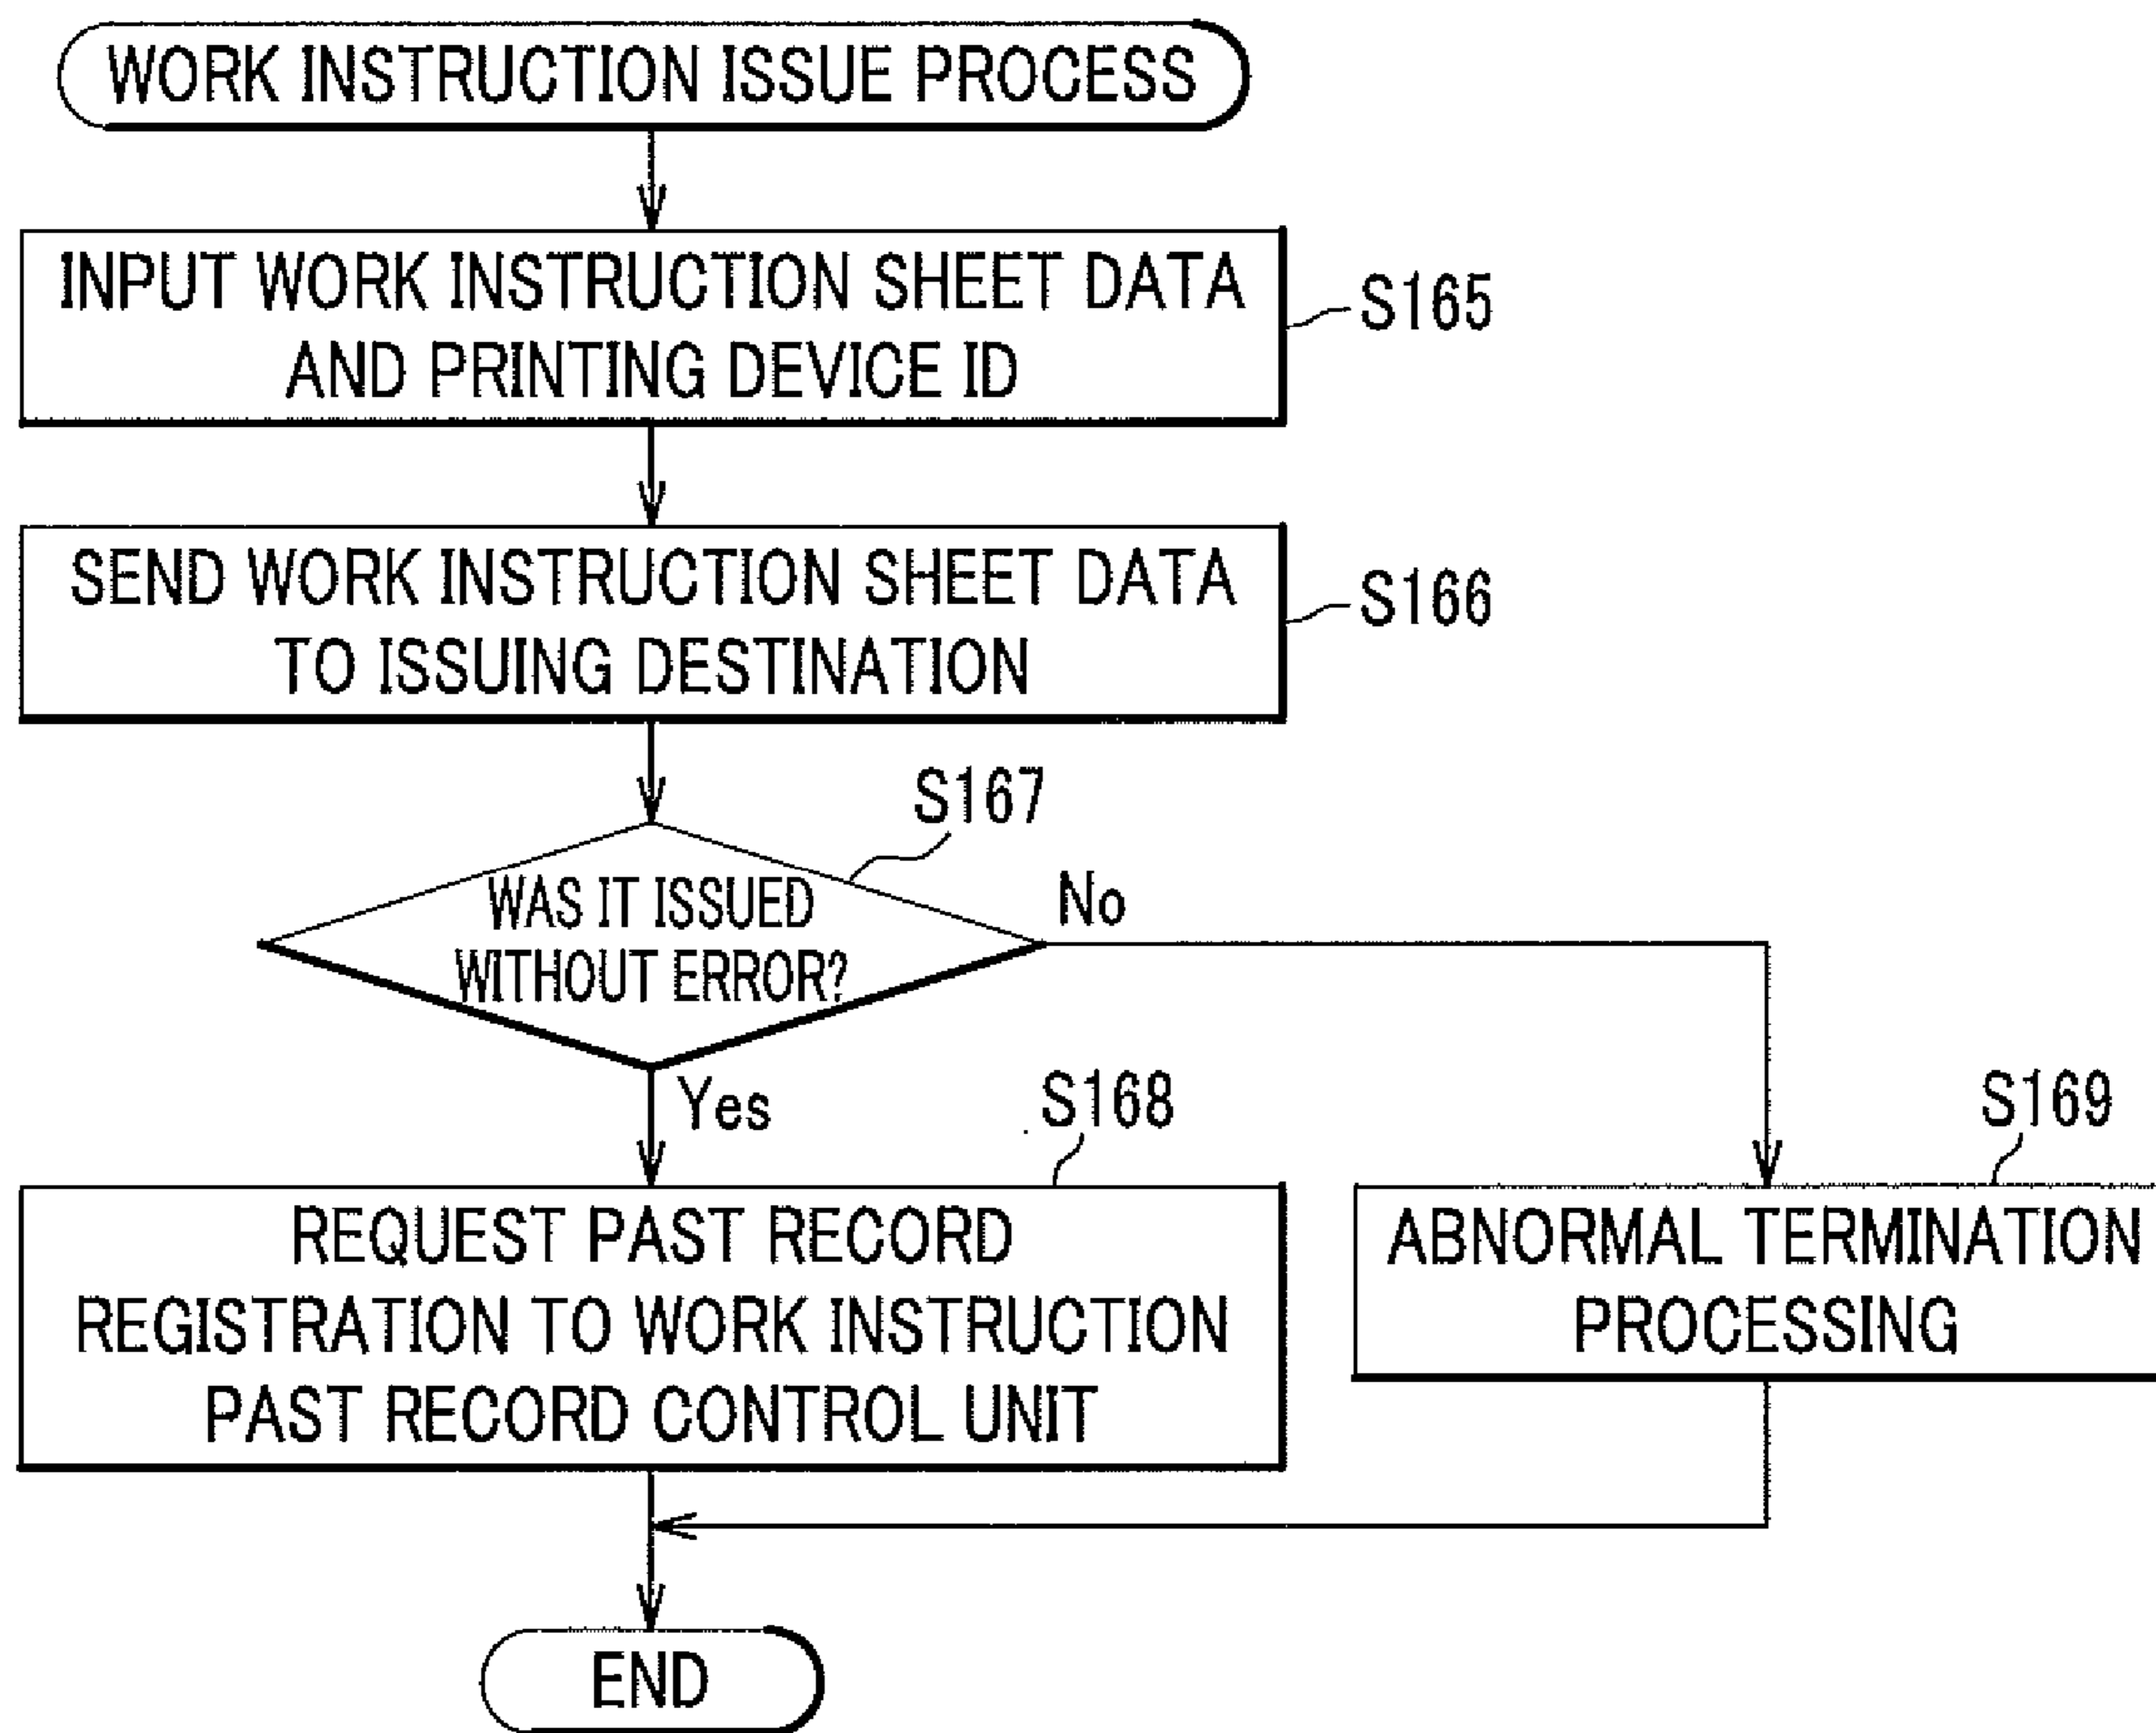 WORK INSTRUCTION ISSUE PROCESS
INPUT WORK INSTRUCTION SHEET DATA
AND PRINTING DEVICE ID
S165
SEND WORK INSTRUCTION SHEET DATA
TO ISSUING DESTINATION
S166
S167
WAS IT ISSUED
WITHOUT ERROR?
No
Yes
S168
REQUEST PAST RECORD
REGISTRATION TO WORK INSTRUCTION
PAST RECORD CONTROL UNIT
S169
ABNORMAL TERMINATION
PROCESSING
END